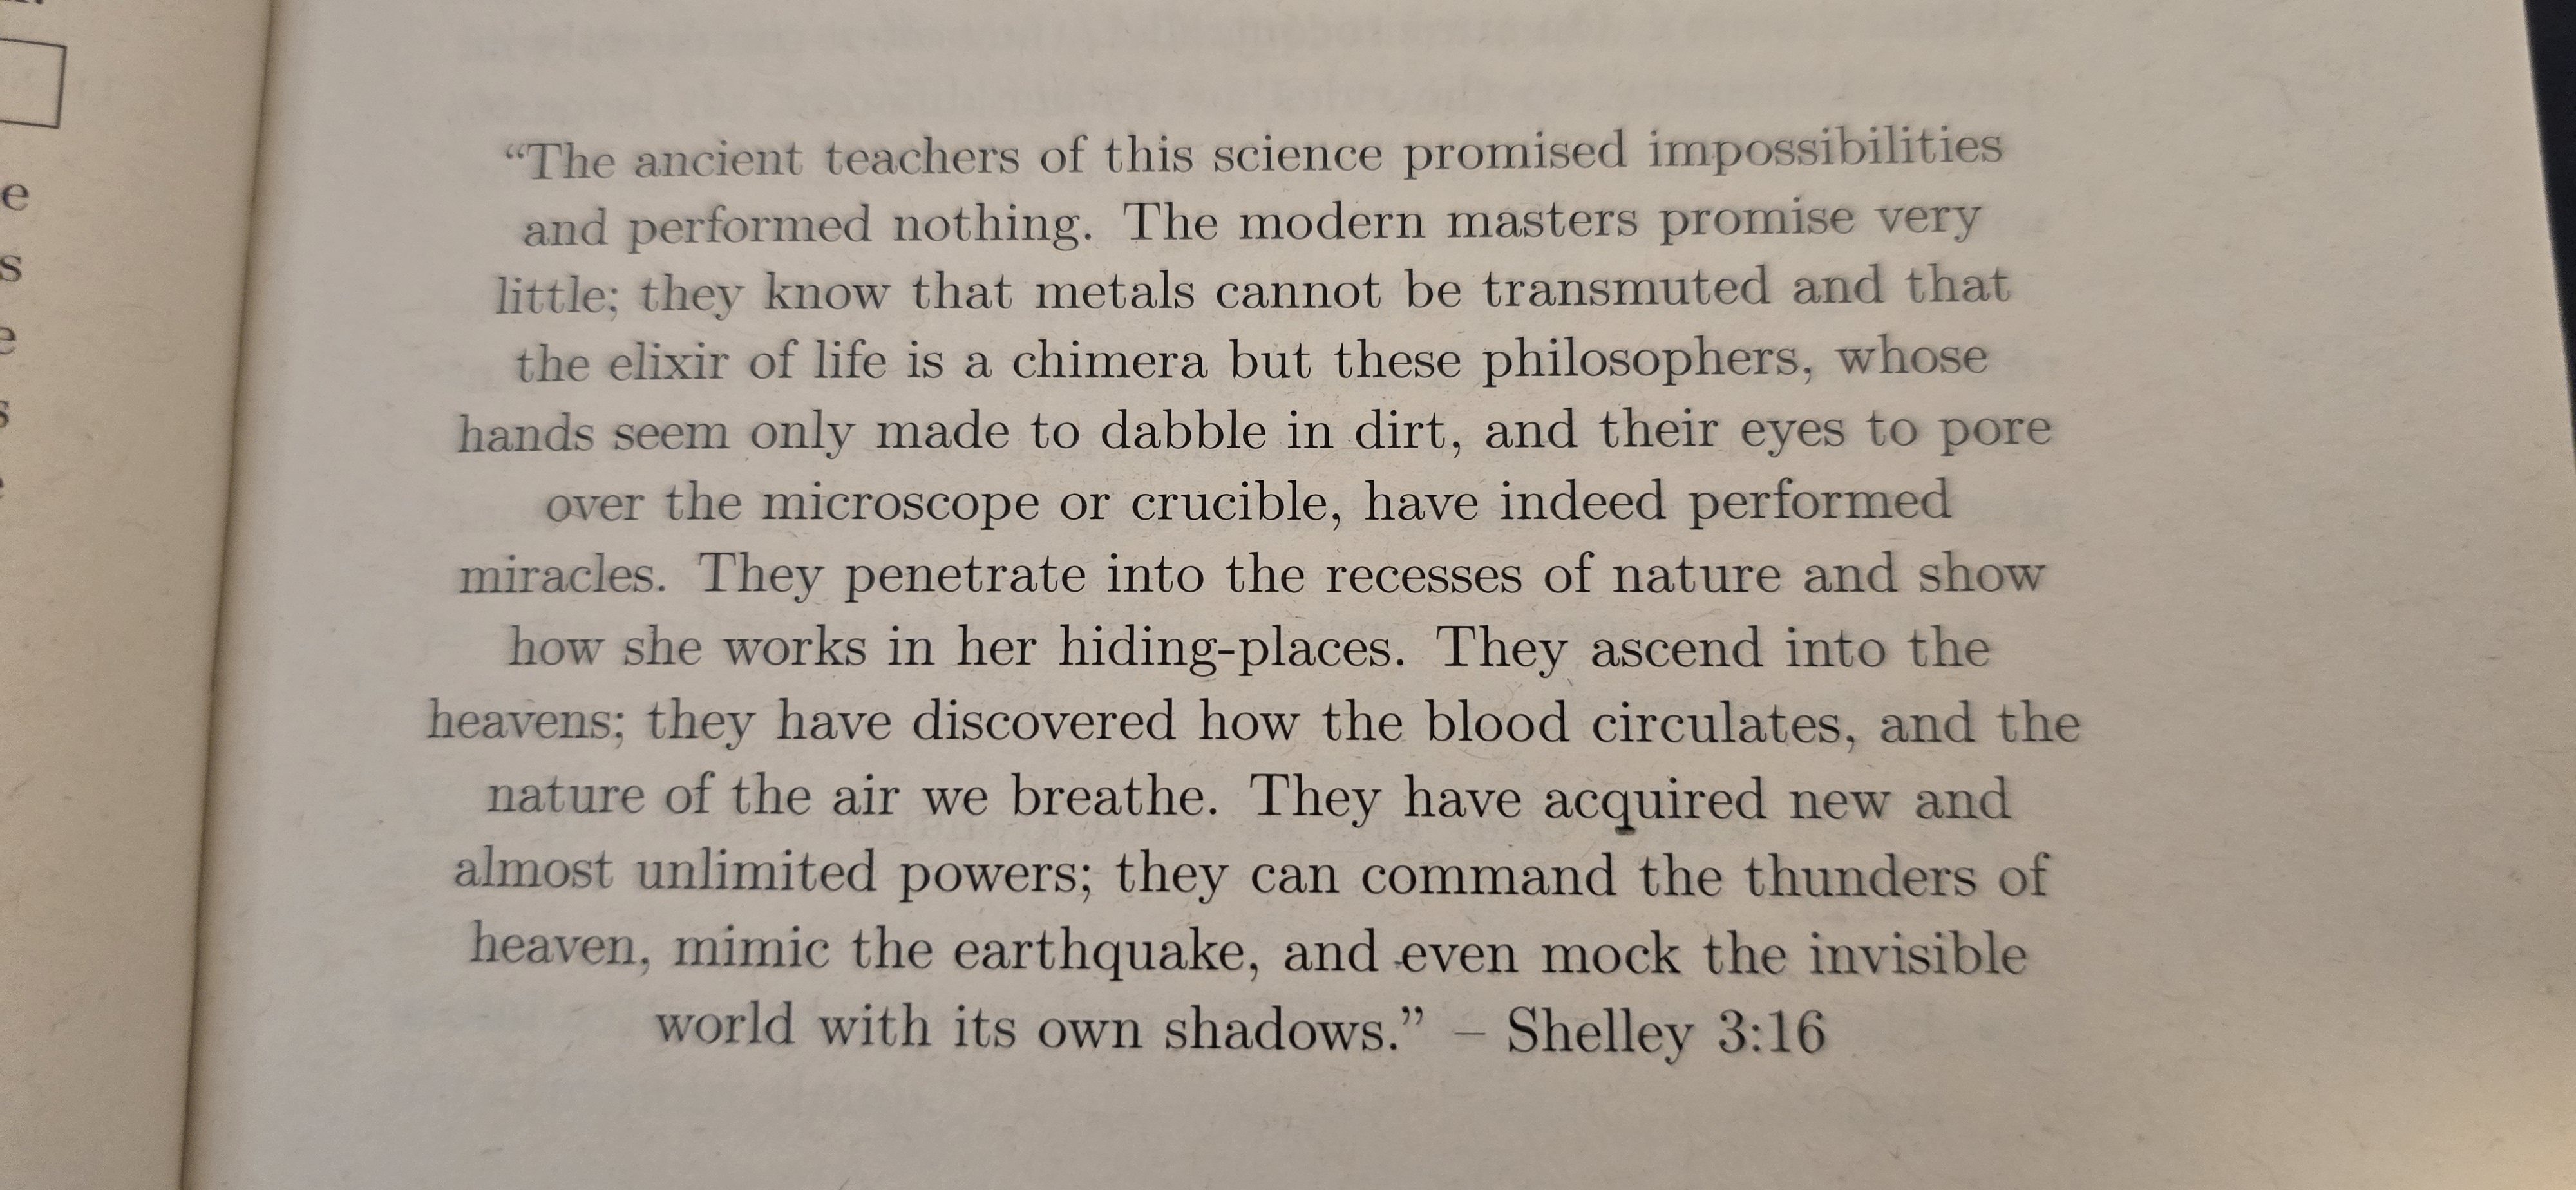 “The ancient teachers of this science promised impossibilities
and performed nothing. The modern masters promise very
little; they know that metals cannot be transmuted and that
the elixir of life is a chimera but these philosophers, whose
hands seem only made to dabble in dirt, and their eyes to pore
over the microscope or crucible, have indeed performed
miracles. They penetrate into the recesses of nature and show
how she works in her hiding-places. They ascend into the
heavens; they have discovered how the blood circulates, and the
nature of the air we breathe. They have acquired new and
almost unlimited powers; they can command the thunders of
heaven, mimic the earthquake, and even mock the invisible
world with its own shadows.” – Shelley 3:16